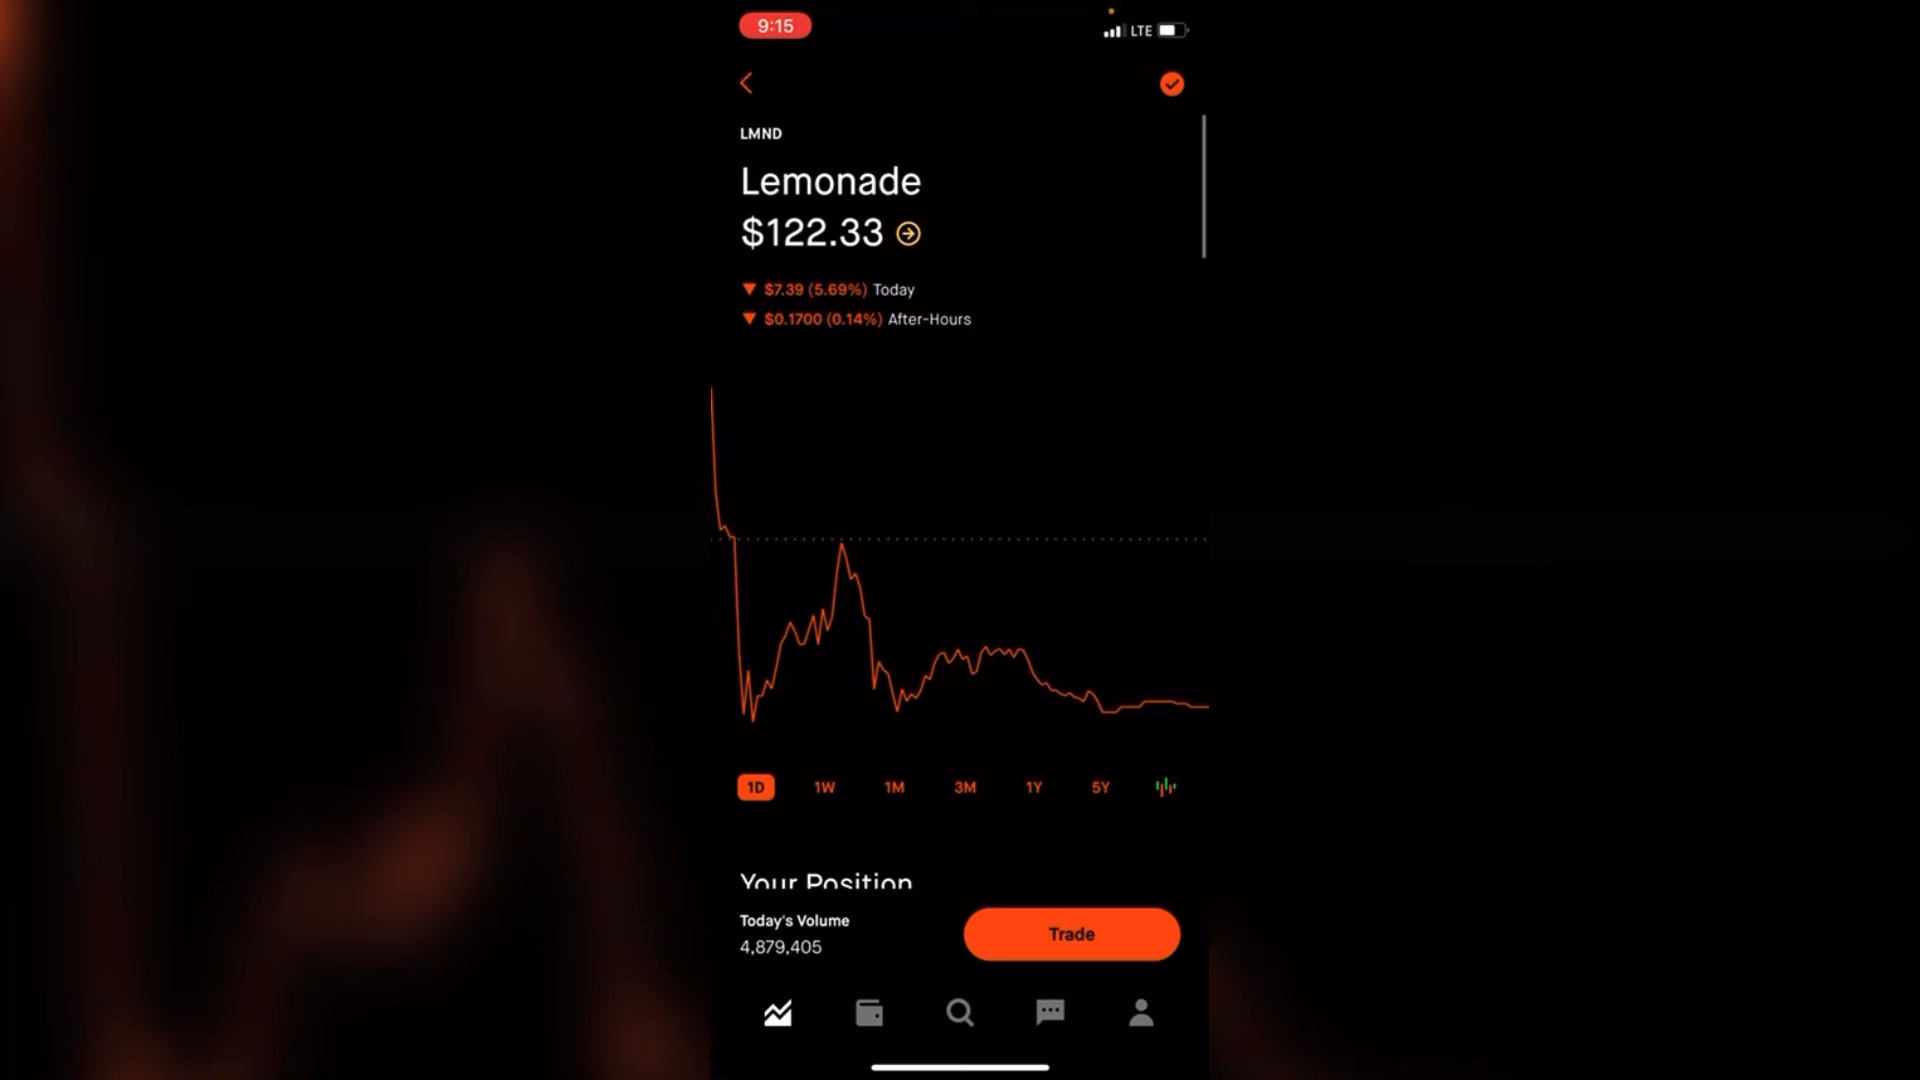 9:15
LTE
LMND
Lemonade
$122.33
$7.39 (5.69%) Today
$0.1700 (0.14%) After-Hours
1D 1W 1M 3M 1Y 5Y
Your Position
Today's Volume
4,879,405
Trade